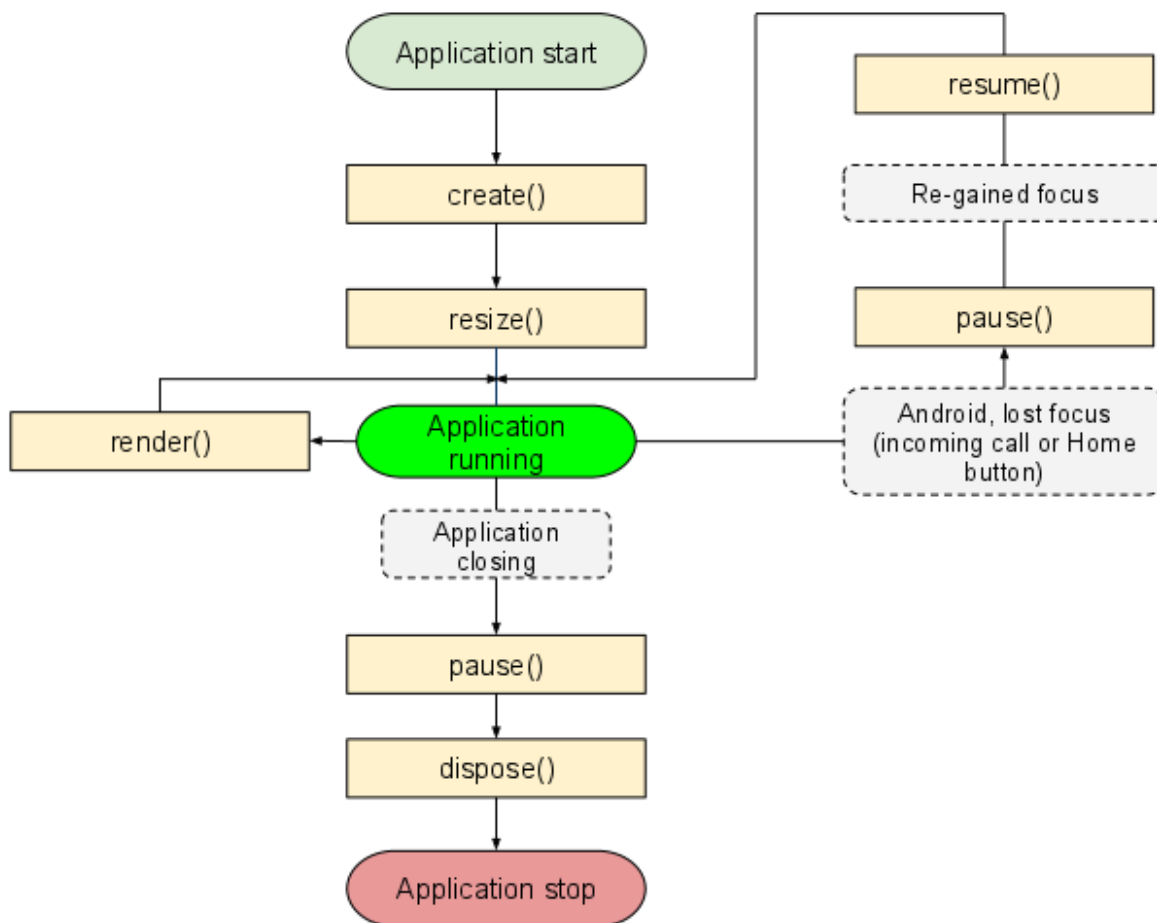 Application start
create()
resize()
render()
Application
running
Application
closing
pause()
dispose()
Application stop
resume()
Re-gained focus
pause()
Android, lost focus
(incoming call or Home
button)